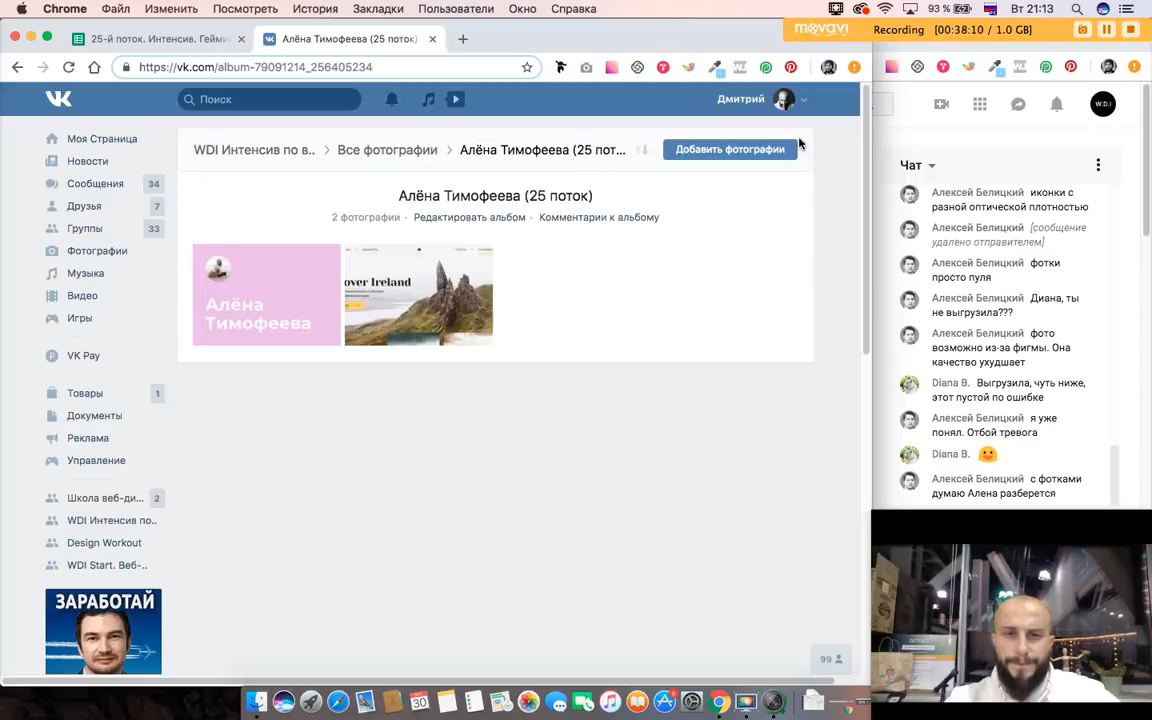 Chrome Файл Изменить Просмотреть История Закладки Пользователи Окно Справка
93 % Вт 21:13
25-й поток. Интенсив. Гейми
Алёна Тимофеева (25 поток)
movavi Recording [00:38:10 / 1.0 GB]
https://vk.com/album-79091214_256405234
Поиск
Дмитрий
W.D.I
Моя Страница
Новости
Сообщения 34
Друзья 7
Группы 33
Фотографии
Музыка
Видео
Игры
VK Pay
Товары 1
Документы
Реклама
Управление
Школа веб-ди... 2
WDI Интенсив по..
Design Workout
WDI Start. Веб-..
ЗАРАБОТАЙ
WDI Интенсив по в.. Все фотографии Алёна Тимофеева (25 пот...
Добавить фотографии
Алёна Тимофеева (25 поток)
2 фотографии · Редактировать альбом · Комментарии к альбому
Алёна
Тимофеева
over Ireland
99
Чат
Алексей Белицкий иконки с
разной оптической плотностью
Алексей Белицкий [сообщение
удалено отправителем]
Алексей Белицкий фотки
просто пуля
Алексей Белицкий Диана, ты
не выгрузила???
Алексей Белицкий фото
возможно из-за фигмы. Она
качество ухудшает
Diana B. Выгрузила, чуть ниже,
этот пустой по ошибке
Алексей Белицкий я уже
понял. Отбой тревога
Diana B.
Алексей Белицкий с фотками
думаю Алена разберется
30